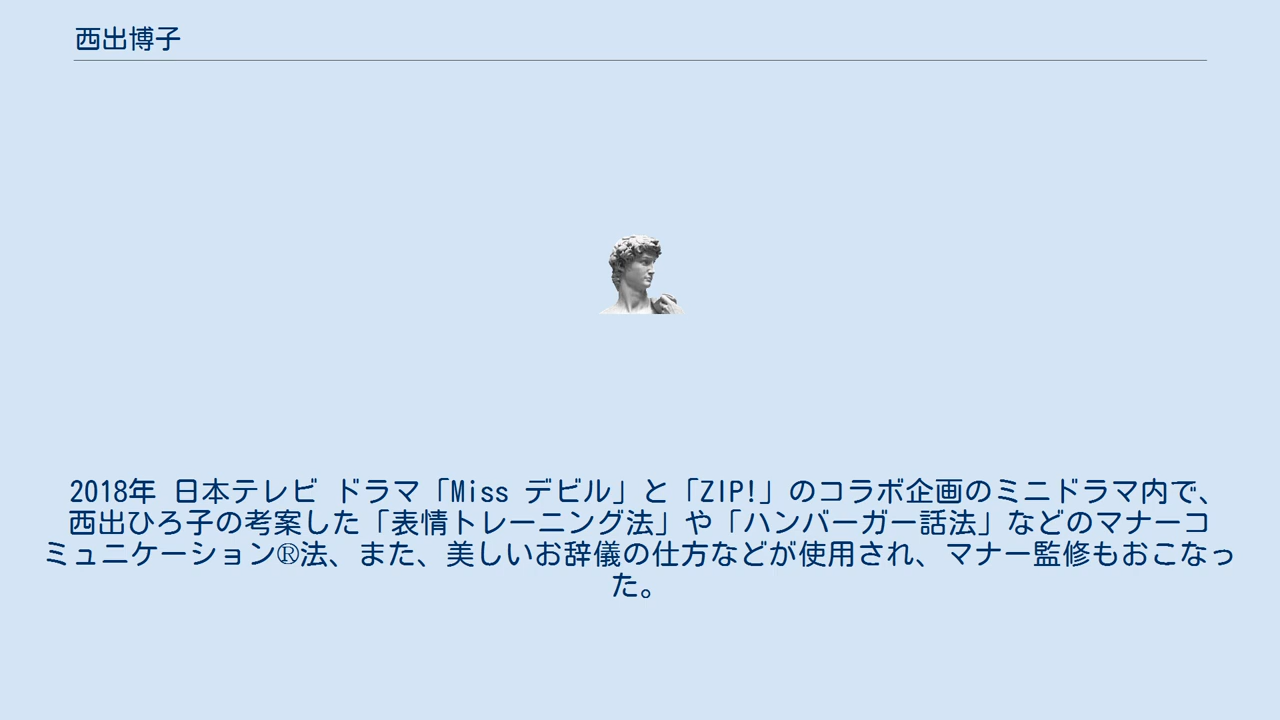 西出博子
2018年 日本テレビ ドラマ「Miss デビル」と「ZIP!」のコラボ企画のミニドラマ内で、
西出ひろ子の考案した「表情トレーニング法」や「ハンバーガー話法」などのマナーコ
ミュニケーション®法、また、美しいお辞儀の仕方などが使用され、マナー監修もおこなっ
た。